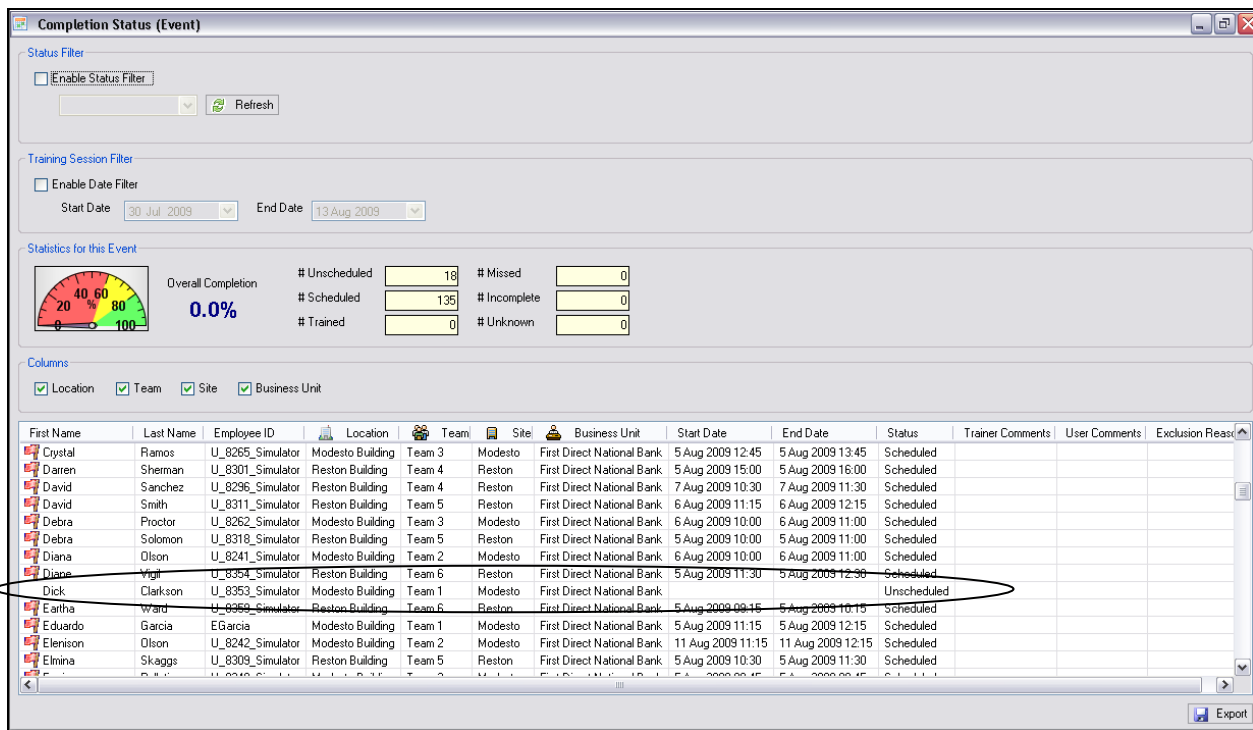 Completion Status (Event)
Status Filter
Enable Status Filter
Refresh
Training Session Filter
Enable Date Filter
Start Date 30 Jul 2009 End Date 13 Aug 2009
Statistics for this Event
20 40 60 80 % 0 100
Overall Completion
0.0%
# Unscheduled 18 # Missed 0
# Scheduled 135 # Incomplete 0
# Trained 0 # Unknown 0
Columns
Location Team Site Business Unit
First Name Last Name Employee ID Location Team Site Business Unit Start Date End Date Status Trainer Comments User Comments Exclusion Reaso
Crystal Ramos U_8265_Simulator Modesto Building Team 3 Modesto First Direct National Bank 5 Aug 2009 12:45 5 Aug 2009 13:45 Scheduled
Darren Sherman U_8301_Simulator Reston Building Team 4 Reston First Direct National Bank 5 Aug 2009 15:00 5 Aug 2009 16:00 Scheduled
David Sanchez U_8296_Simulator Reston Building Team 4 Reston First Direct National Bank 7 Aug 2009 10:30 7 Aug 2009 11:30 Scheduled
David Smith U_8311_Simulator Reston Building Team 5 Reston First Direct National Bank 6 Aug 2009 11:15 6 Aug 2009 12:15 Scheduled
Debra Proctor U_8262_Simulator Modesto Building Team 3 Modesto First Direct National Bank 6 Aug 2009 10:00 6 Aug 2009 11:00 Scheduled
Debra Solomon U_8318_Simulator Reston Building Team 5 Reston First Direct National Bank 5 Aug 2009 10:00 5 Aug 2009 11:00 Scheduled
Diana Olson U_8241_Simulator Modesto Building Team 2 Modesto First Direct National Bank 6 Aug 2009 10:00 6 Aug 2009 11:00 Scheduled
Diane Vigil U_8354_Simulator Reston Building Team 6 Reston First Direct National Bank 5 Aug 2009 11:30 5 Aug 2009 12:30 Scheduled
Dick Clarkson U_8353_Simulator Modesto Building Team 1 Modesto First Direct National Bank Unscheduled
Eartha Ward U_8359_Simulator Reston Building Team 6 Reston First Direct National Bank 5 Aug 2009 09:15 5 Aug 2009 10:15 Scheduled
Eduardo Garcia EGarcia Modesto Building Team 1 Modesto First Direct National Bank 5 Aug 2009 11:15 5 Aug 2009 12:15 Scheduled
Elenison Olson U_8242_Simulator Modesto Building Team 2 Modesto First Direct National Bank 11 Aug 2009 11:15 11 Aug 2009 12:15 Scheduled
Elmina Skaggs U_8309_Simulator Reston Building Team 5 Reston First Direct National Bank 5 Aug 2009 10:30 5 Aug 2009 11:30 Scheduled
Export